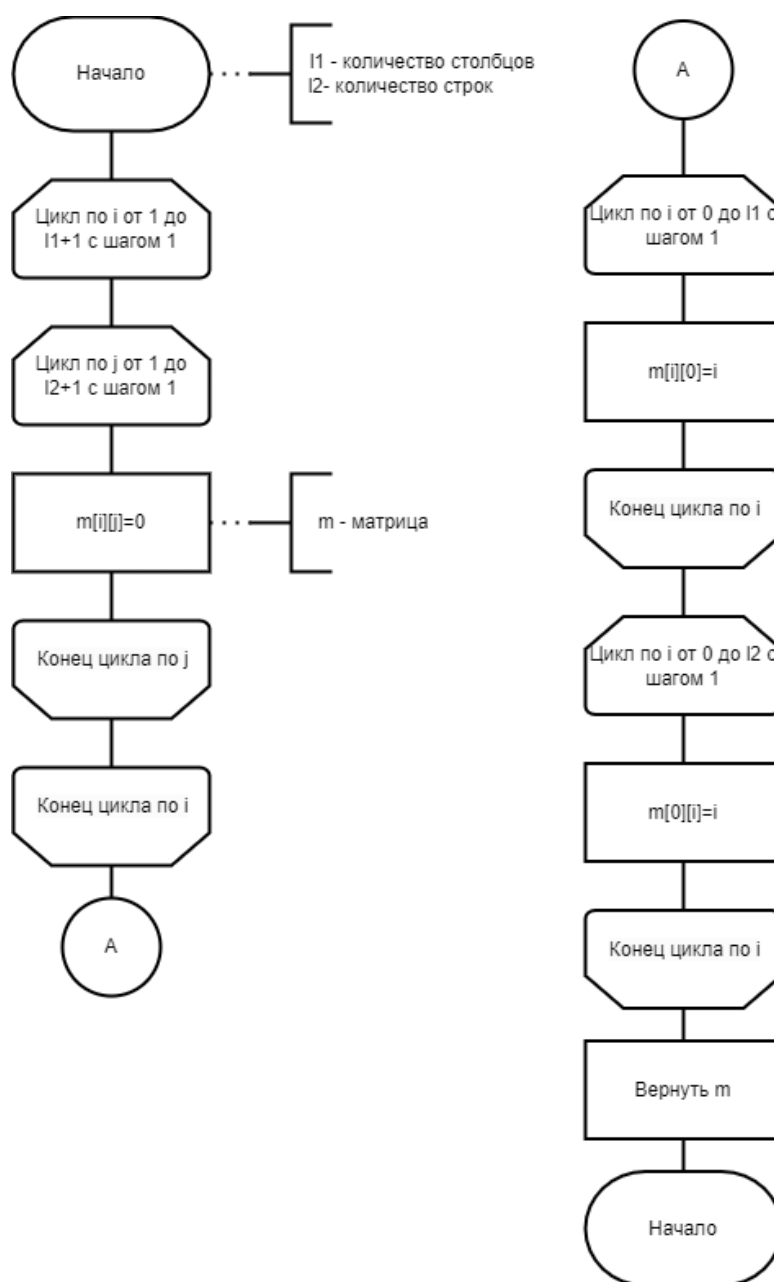 Начало
l1 - количество столбцов
l2- количество строк
Цикл по i от 1 до
l1+1 с шагом 1
Цикл по j от 1 до
l2+1 с шагом 1
m[i][j]=0
m - матрица
Конец цикла по j
Конец цикла по i
А
А
Цикл по i от 0 до l1 с
шагом 1
m[i][0]=i
Конец цикла по i
Цикл по i от 0 до l2 с
шагом 1
m[0][i]=i
Конец цикла по i
Вернуть m
Начало